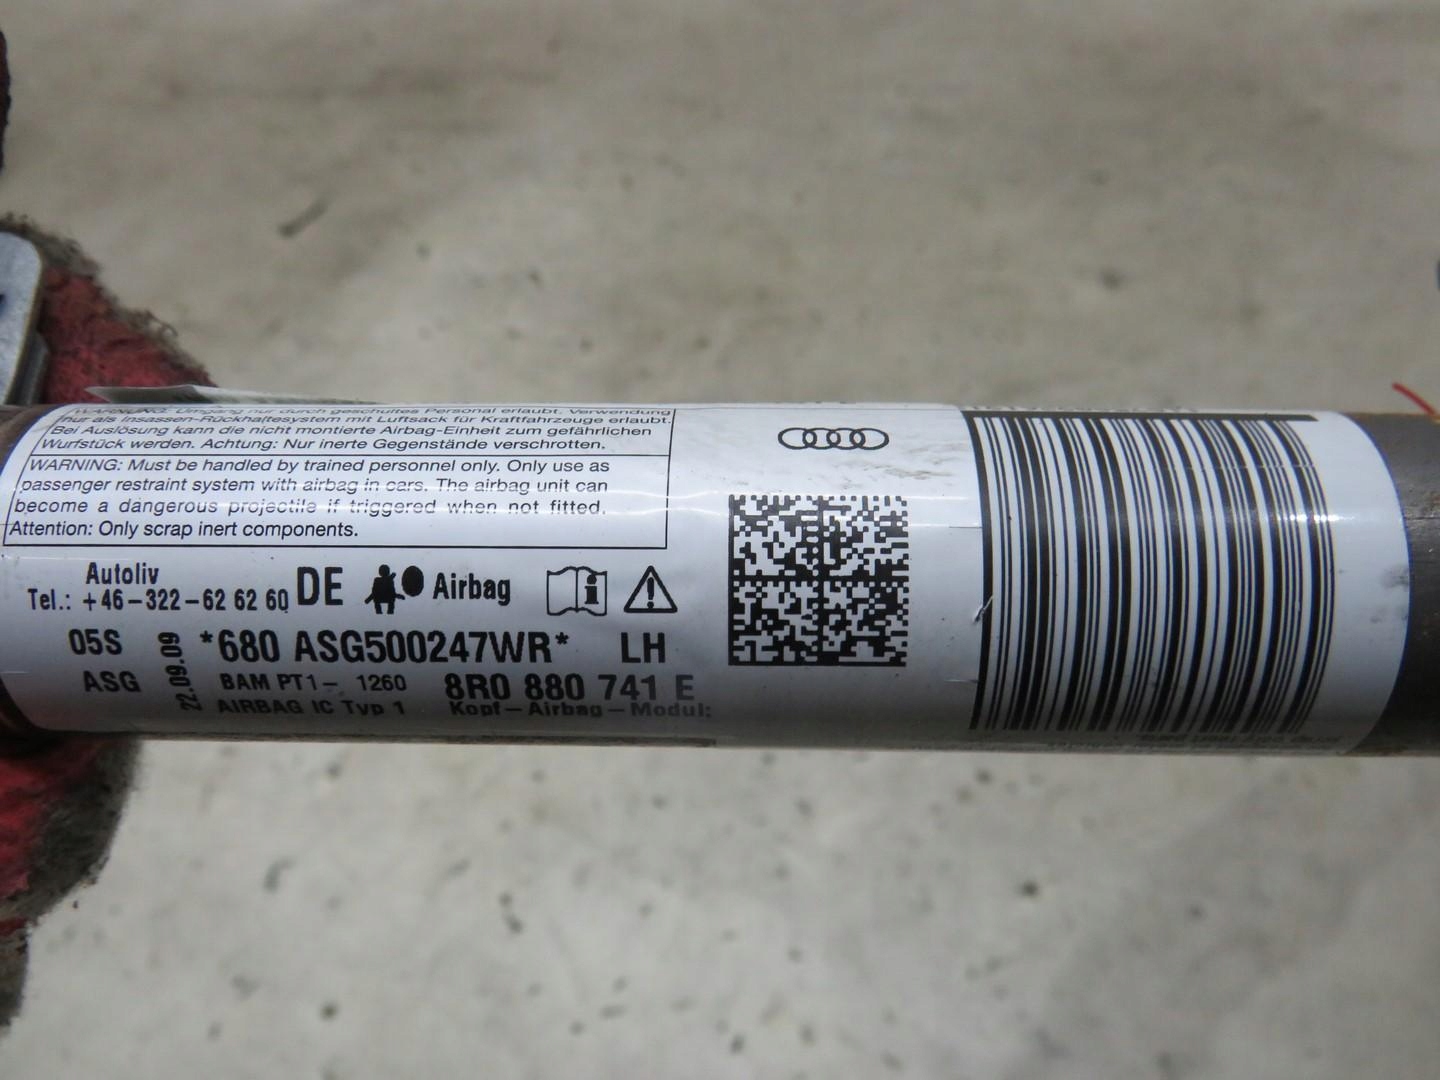 WARNUNG: Umgang nur durch geschultes Personal erlaubt. Verwendung
nur als Insassen-Rückhaltesystem mit Luftsack für Kraftfahrzeuge erlaubt.
Bei Auslösung kann die nicht montierte Airbag-Einheit zum gefährlichen
Wurfstück werden. Achtung: Nur inerte Gegenstände verschrotten.
WARNING: Must be handled by trained personnel only. Only use as
passenger restraint system with airbag in cars. The airbag unit can
become a dangerous projectile if triggered when not fitted.
Attention: Only scrap inert components.
Autoliv
Tel.: +46-322-62 62 60
DE
Airbag
05S
22.09.09
*680 ASG500247WR*
LH
ASG
BAM PT1- 1260
8R0 880 741 E
AIRBAG IC Typ 1
Kopf-Airbag-Modul;